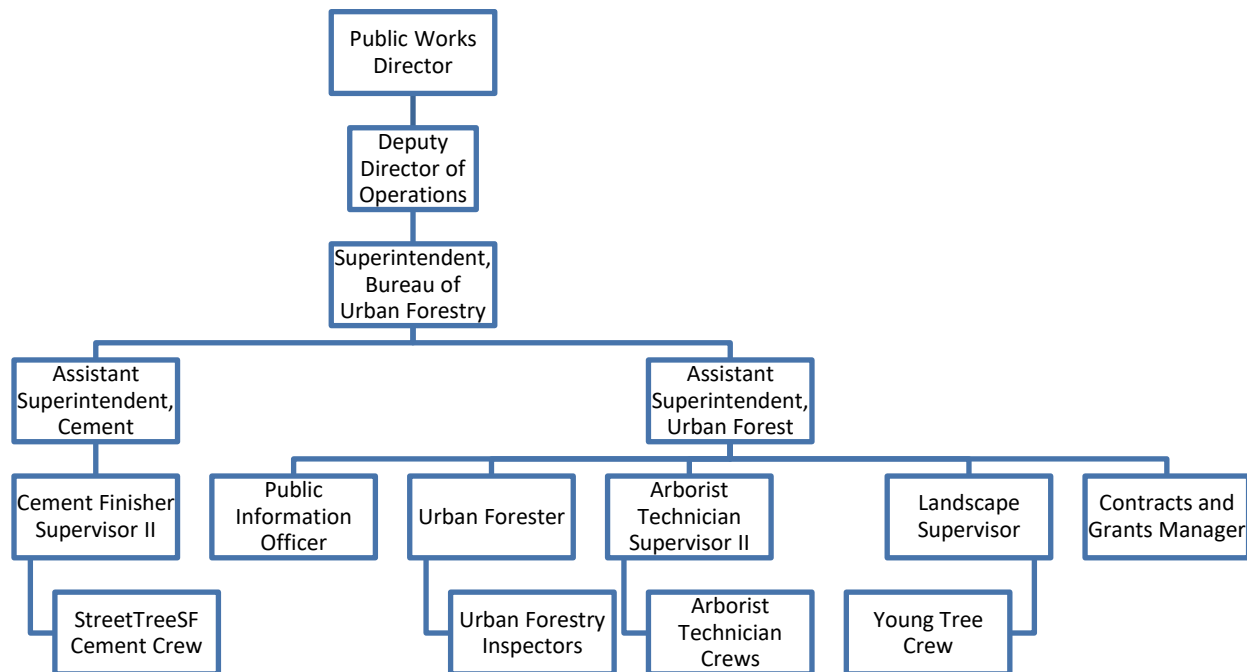 Public Works
Director
Deputy
Director of
Operations
Superintendent,
Bureau of
Urban Forestry
Assistant
Superintendent,
Cement
Assistant
Superintendent,
Urban Forest
Cement Finisher
Supervisor II
Public
Information
Officer
Urban Forester
Arborist
Technician
Supervisor II
Landscape
Supervisor
Contracts and
Grants Manager
StreetTreeSF
Cement Crew
Urban Forestry
Inspectors
Arborist
Technician
Crews
Young Tree
Crew